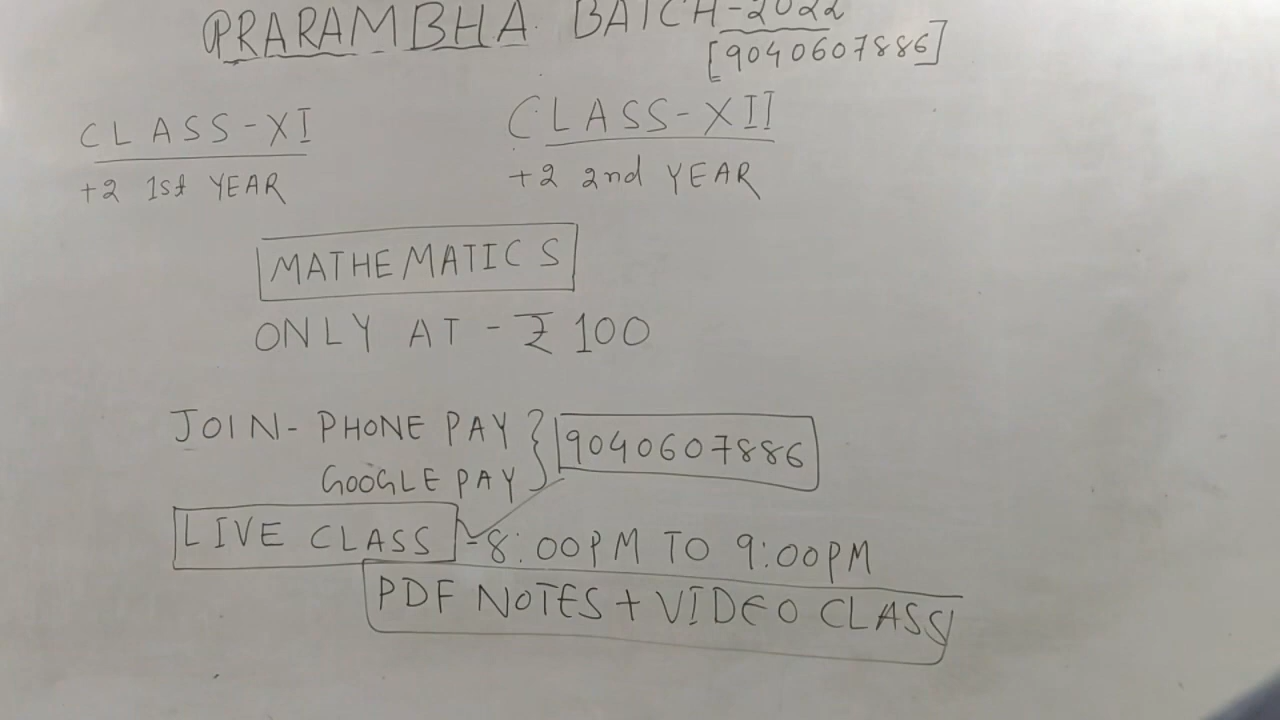 PRARAMBHA BATCH-2022
[9040607886]
CLASS-XI
+2 1st YEAR
CLASS-XII
+2 2nd YEAR
MATHEMATICS
ONLY AT - ₹ 100
JOIN- PHONE PAY } 9040607886
GOOGLE PAY
LIVE CLASS -8:00PM TO 9:00PM
PDF NOTES + VIDEO CLASS